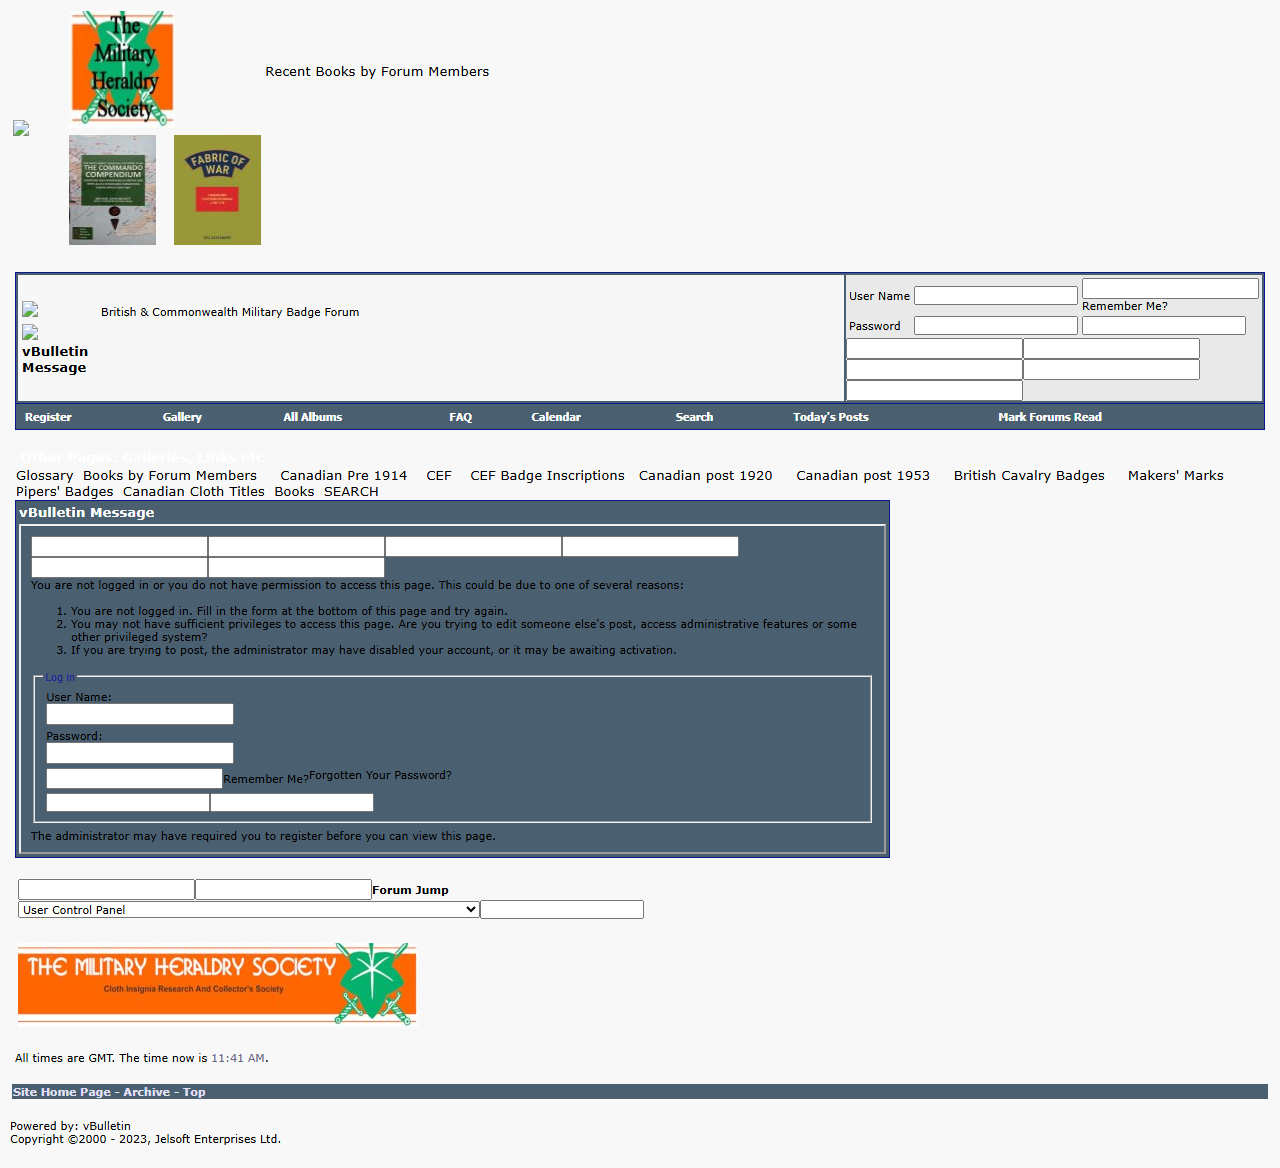 The
Military
Heraldry
Society
Recent Books by Forum Members
THE COMMANDO
COMPENDIUM
FABRIC OF
WAR
British & Commonwealth Military Badge Forum
vBulletin
Message
User Name
Remember Me?
Password
Register Gallery All Albums FAQ Calendar Search Today's Posts Mark Forums Read
Other Pages: Galleries, Links etc.
Glossary Books by Forum Members Canadian Pre 1914 CEF CEF Badge Inscriptions Canadian post 1920 Canadian post 1953 British Cavalry Badges Makers' Marks
Pipers' Badges Canadian Cloth Titles Books SEARCH
vBulletin Message
You are not logged in or you do not have permission to access this page. This could be due to one of several reasons:
1. You are not logged in. Fill in the form at the bottom of this page and try again.
2. You may not have sufficient privileges to access this page. Are you trying to edit someone else's post, access administrative features or some
other privileged system?
3. If you are trying to post, the administrator may have disabled your account, or it may be awaiting activation.
Log in
User Name:
Password:
Remember Me? Forgotten Your Password?
The administrator may have required you to register before you can view this page.
Forum Jump
User Control Panel
THE MILITARY HERALDRY SOCIETY
Cloth Insignia Research And Collector's Society
All times are GMT. The time now is 11:41 AM.
Site Home Page - Archive - Top
Powered by: vBulletin
Copyright ©2000 - 2023, Jelsoft Enterprises Ltd.